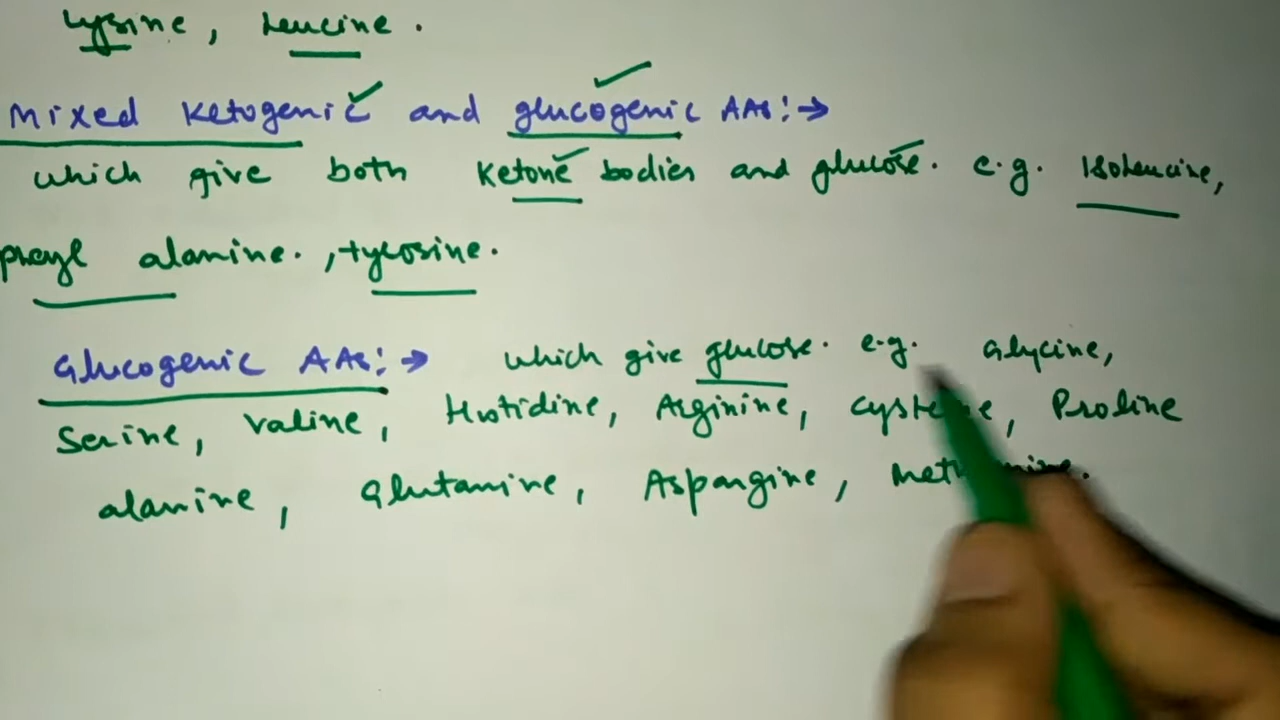 Lysine, Leucine.
Mixed Ketogenic and glucogenic AAs:→
which give both Ketone bodies and glucose. e.g. Isoleucine,
phenyl alanine. , tyrosine.
Glucogenic AAs:→ which give glucose. e.g. Glycine,
Serine, Valine, Histidine, Arginine, Proline
alanine, Glutamine, Aspargine,